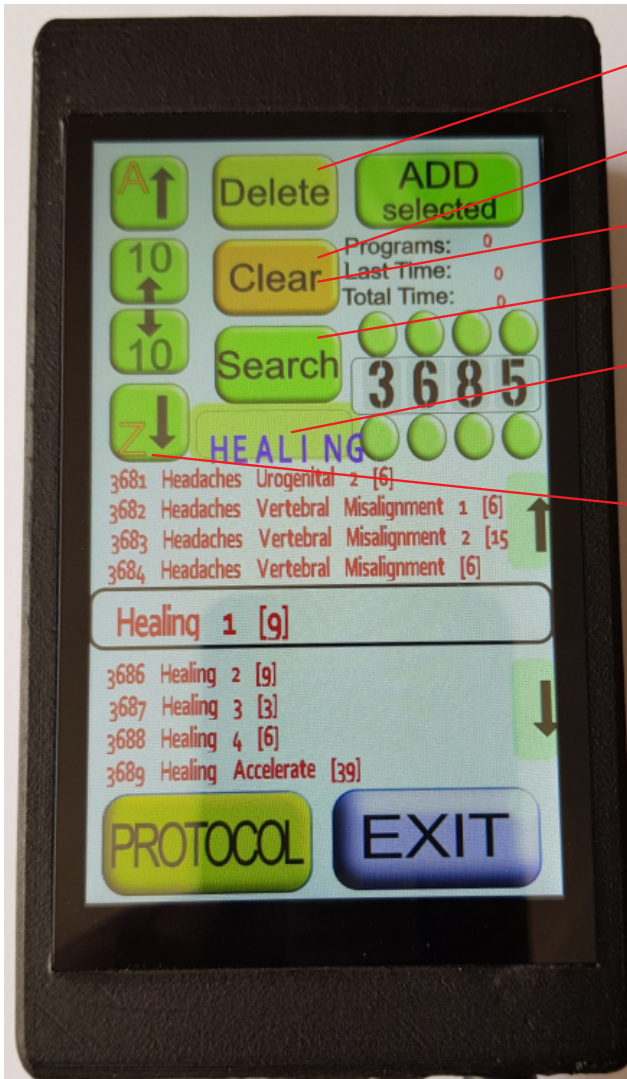 A
Delete
ADD
selected
10
Clear
Programs: 0
Last Time: 0
Total Time: 0
10
Search
3685
Z
HEALING
3681 Headaches Urogenital 2 [6]
3682 Headaches Vertebral Misalignment 1 [6]
3683 Headaches Vertebral Misalignment 2 [15
3684 Headaches Vertebral Misalignment [6]
Healing 1 [9]
3686 Healing 2 [9]
3687 Healing 3 [3]
3688 Healing 4 [6]
3689 Healing Accelerate [39]
PROTOCOL
EXIT